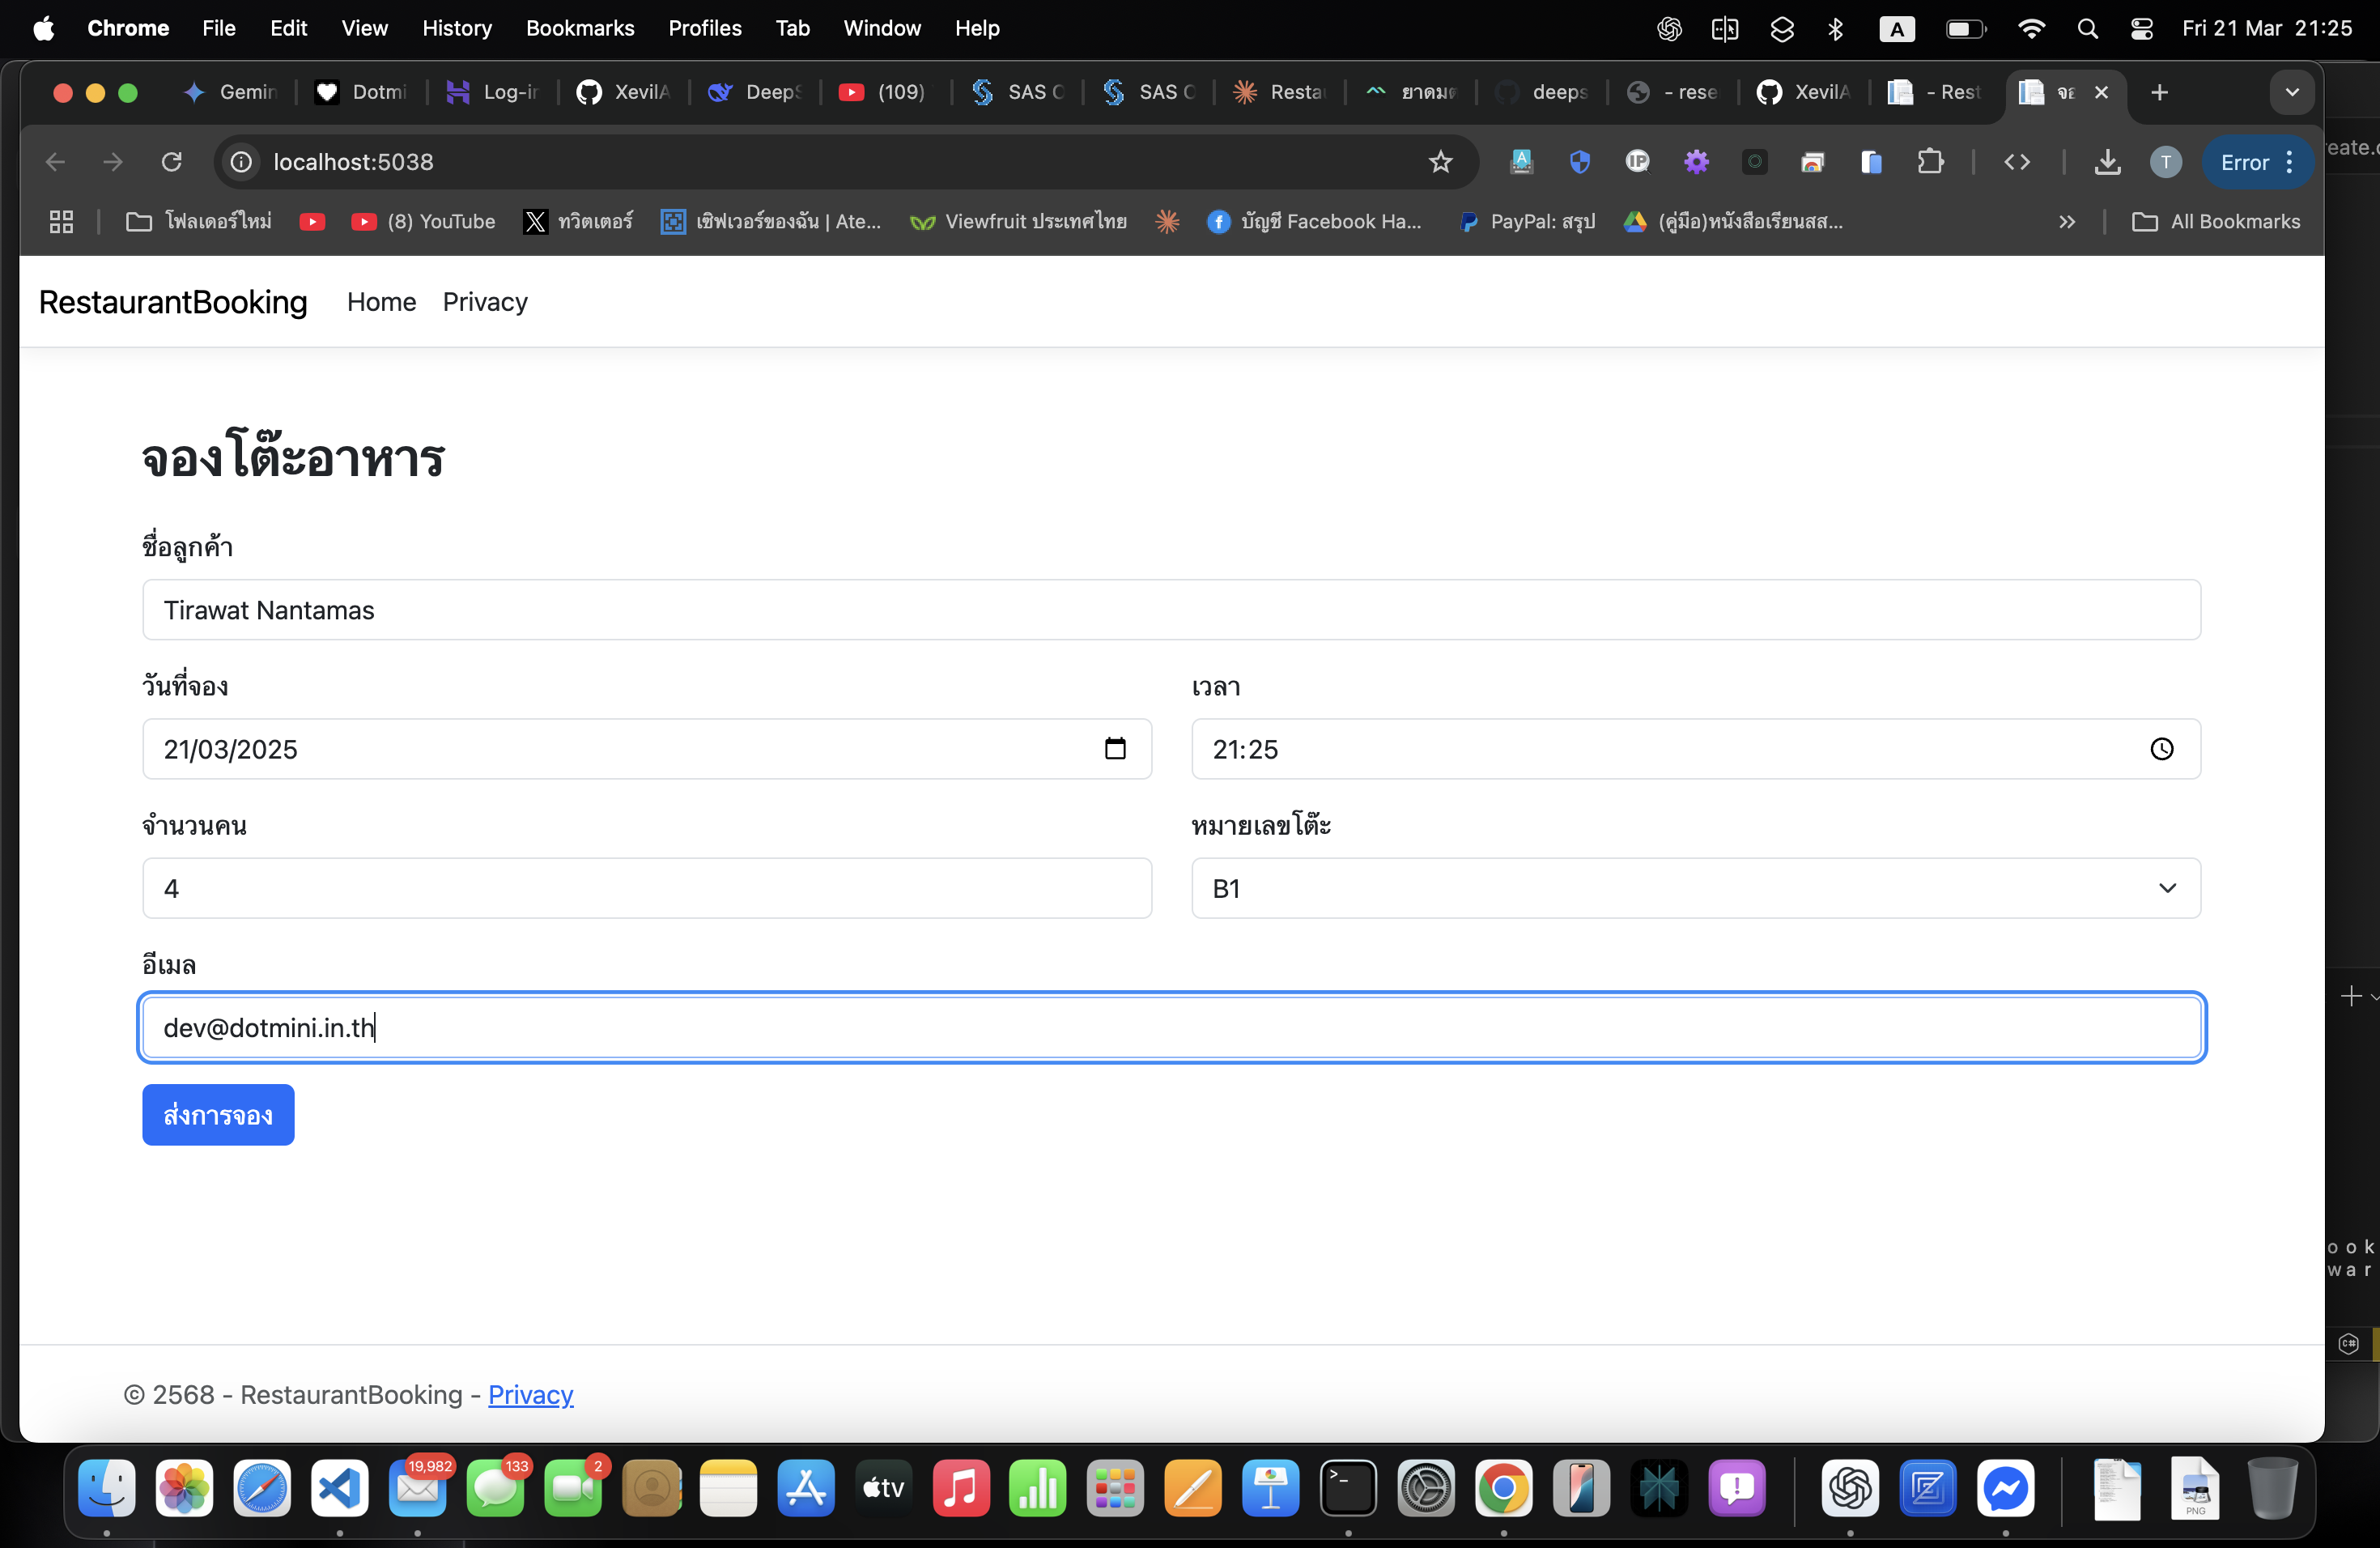 Chrome File Edit View History Bookmarks Profiles Tab Window Help A Fri 21 Mar 21:25
Gemin Dotmi Log-in XevilA DeepS (109) SAS O SAS O Restau ยาดมต deeps - rese XevilA - Rest จอ
localhost:5038 IP T Error
โฟลเดอร์ใหม่ (8) YouTube ทวิตเตอร์ เซิฟเวอร์ของฉัน | Ate... Viewfruit ประเทศไทย บัญชี Facebook Ha... PayPal: สรุป (คู่มือ)หนังสือเรียนสส... All Bookmarks
RestaurantBooking Home Privacy
จองโต๊ะอาหาร
ชื่อลูกค้า
Tirawat Nantamas
วันที่จอง เวลา
21/03/2025 21:25
จำนวนคน หมายเลขโต๊ะ
4 B1
อีเมล
dev@dotmini.in.th
ส่งการจอง
ook
war
© 2568 - RestaurantBooking - Privacy
19,982 133 2
tv
PNG